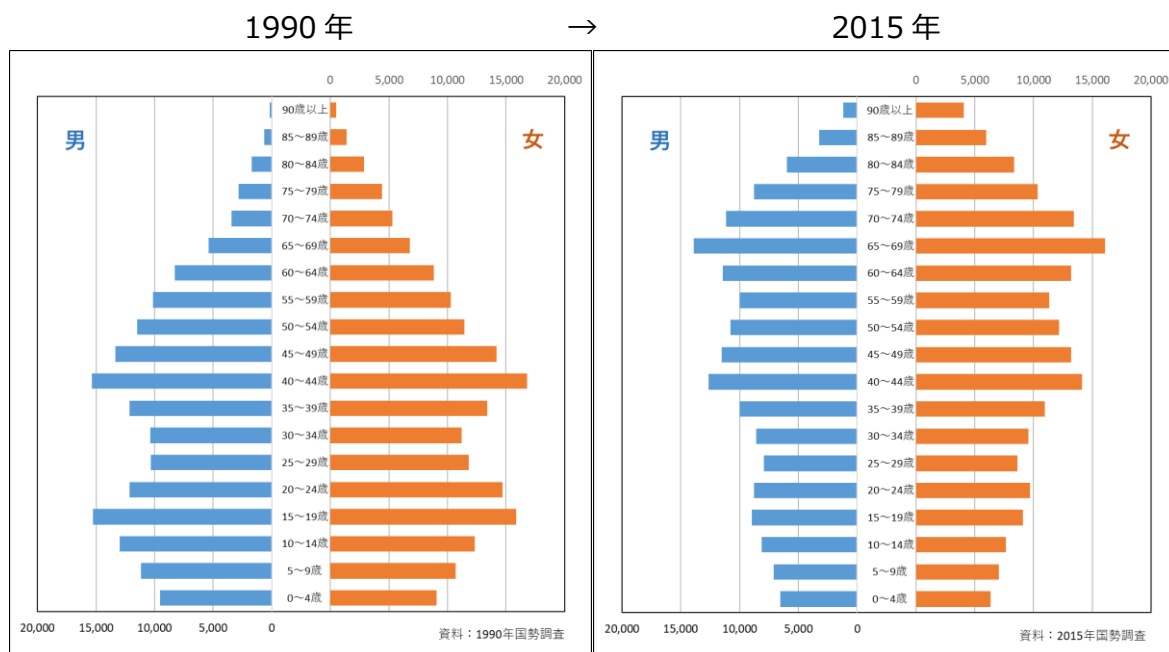 1990 年 → 2015 年
0 5,000 10,000 15,000 20,000
男 女
90歳以上
85～89歳
80～84歳
75～79歳
70～74歳
65～69歳
60～64歳
55～59歳
50～54歳
45～49歳
40～44歳
35～39歳
30～34歳
25～29歳
20～24歳
15～19歳
10～14歳
5～9歳
0～4歳
20,000 15,000 10,000 5,000 0
資料：1990年国勢調査
0 5,000 10,000 15,000 20,000
男 女
90歳以上
85～89歳
80～84歳
75～79歳
70～74歳
65～69歳
60～64歳
55～59歳
50～54歳
45～49歳
40～44歳
35～39歳
30～34歳
25～29歳
20～24歳
15～19歳
10～14歳
5～9歳
0～4歳
20,000 15,000 10,000 5,000 0
資料：2015年国勢調査